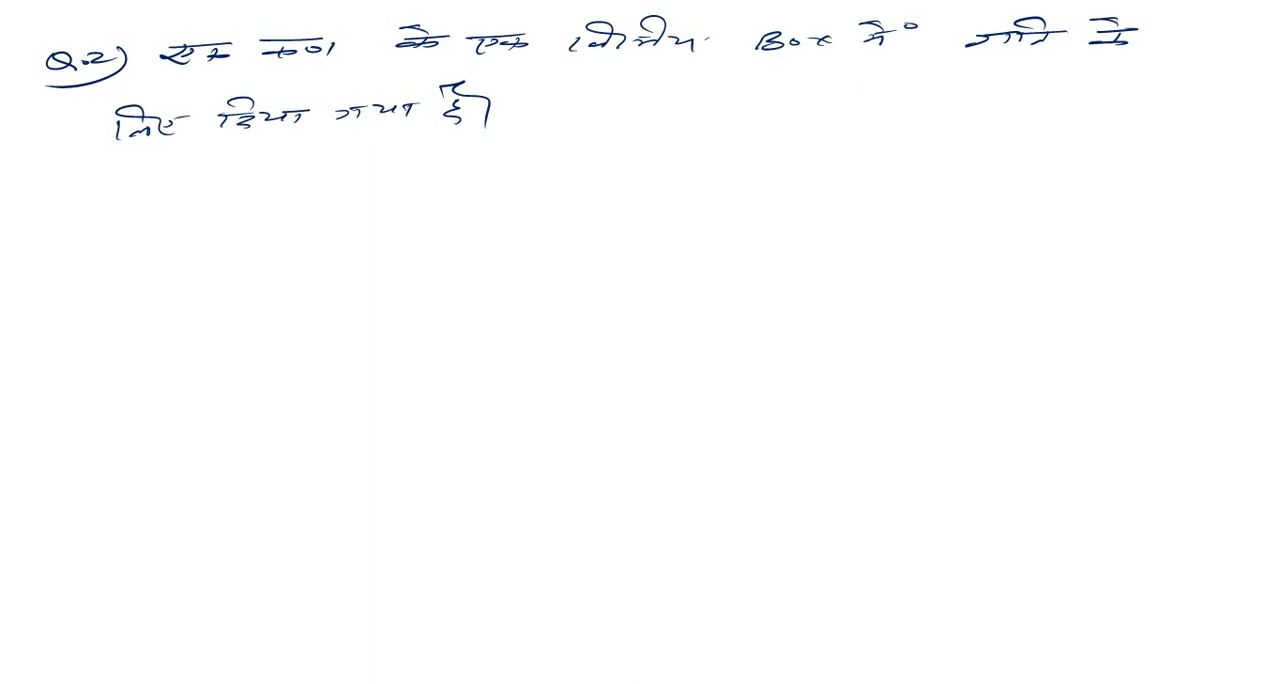 Q.2) एक कण के एक विमीय Box में गति के
लिए दिया गया है।